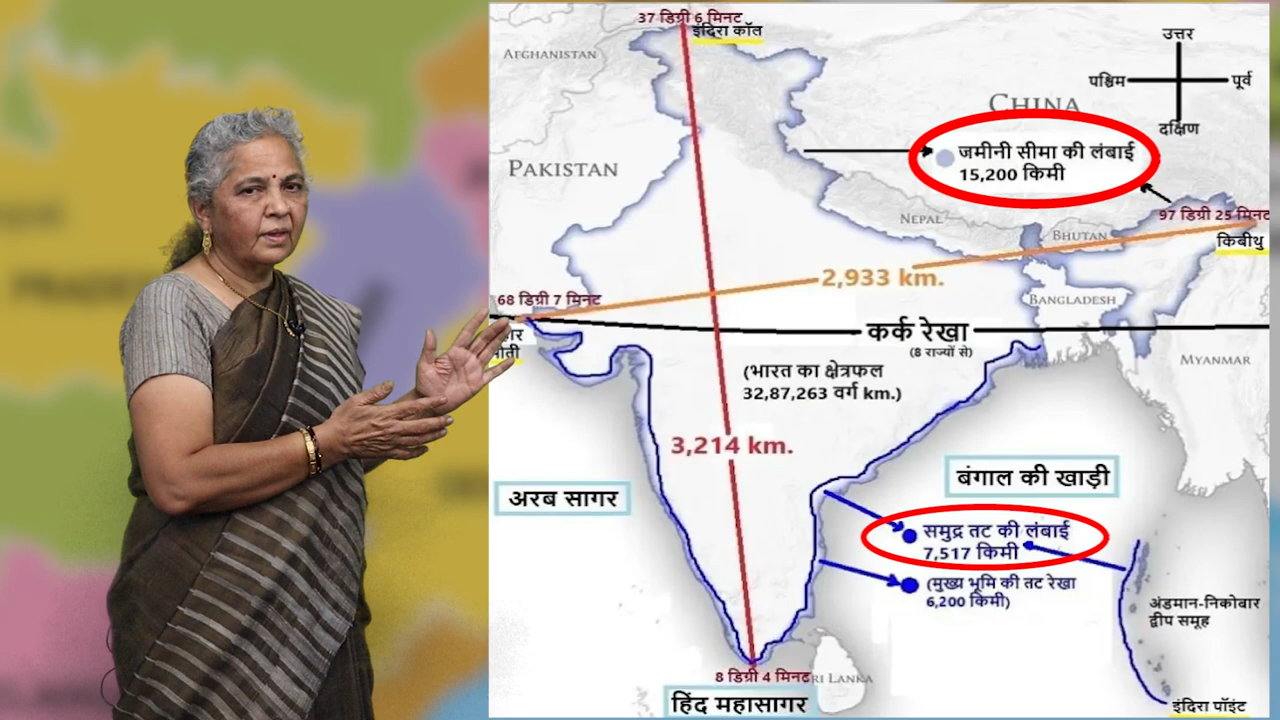 37 डिग्री 6 मिनट
इंदिरा कॉल
AFGHANISTAN
उत्तर
पश्चिम
पूर्व
दक्षिण
CHINA
जमीनी सीमा की लंबाई
15,200 किमी
PAKISTAN
NEPAL
BHUTAN
97 डिग्री 25 मिनट
किबीथु
2,933 km.
68 डिग्री 7 मिनट
BANGLADESH
कर्क रेखा
(8 राज्यों से)
MYANMAR
(भारत का क्षेत्रफल
32,87,263 वर्ग km.)
3,214 km.
अरब सागर
बंगाल की खाड़ी
समुद्र तट की लंबाई
7,517 किमी
(मुख्य भूमि की तट रेखा
6,200 किमी)
अंडमान-निकोबार
द्वीप समूह
8 डिग्री 4 मिनट
RI LANKA
हिंद महासागर
इंदिरा पॉइंट